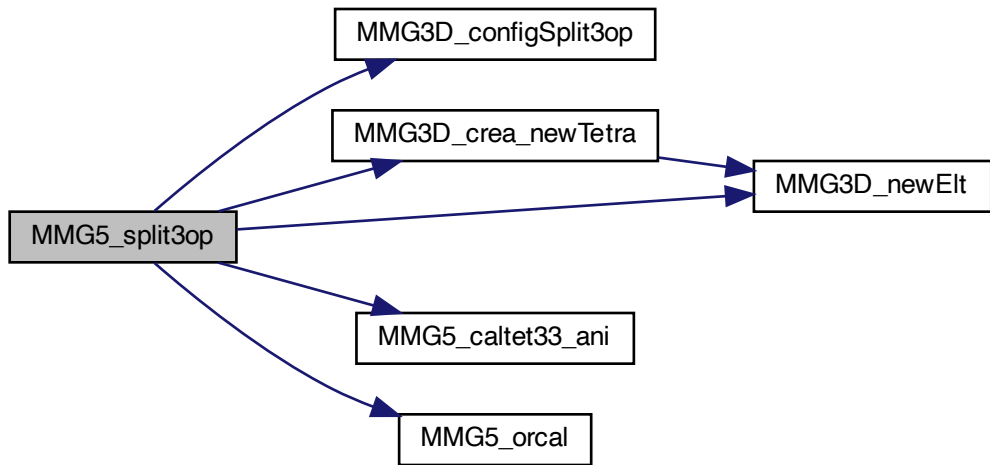 MMG3D_configSplit3op
MMG3D_crea_newTetra
MMG3D_newElt
MMG5_split3op
MMG5_caltet33_ani
MMG5_orcal